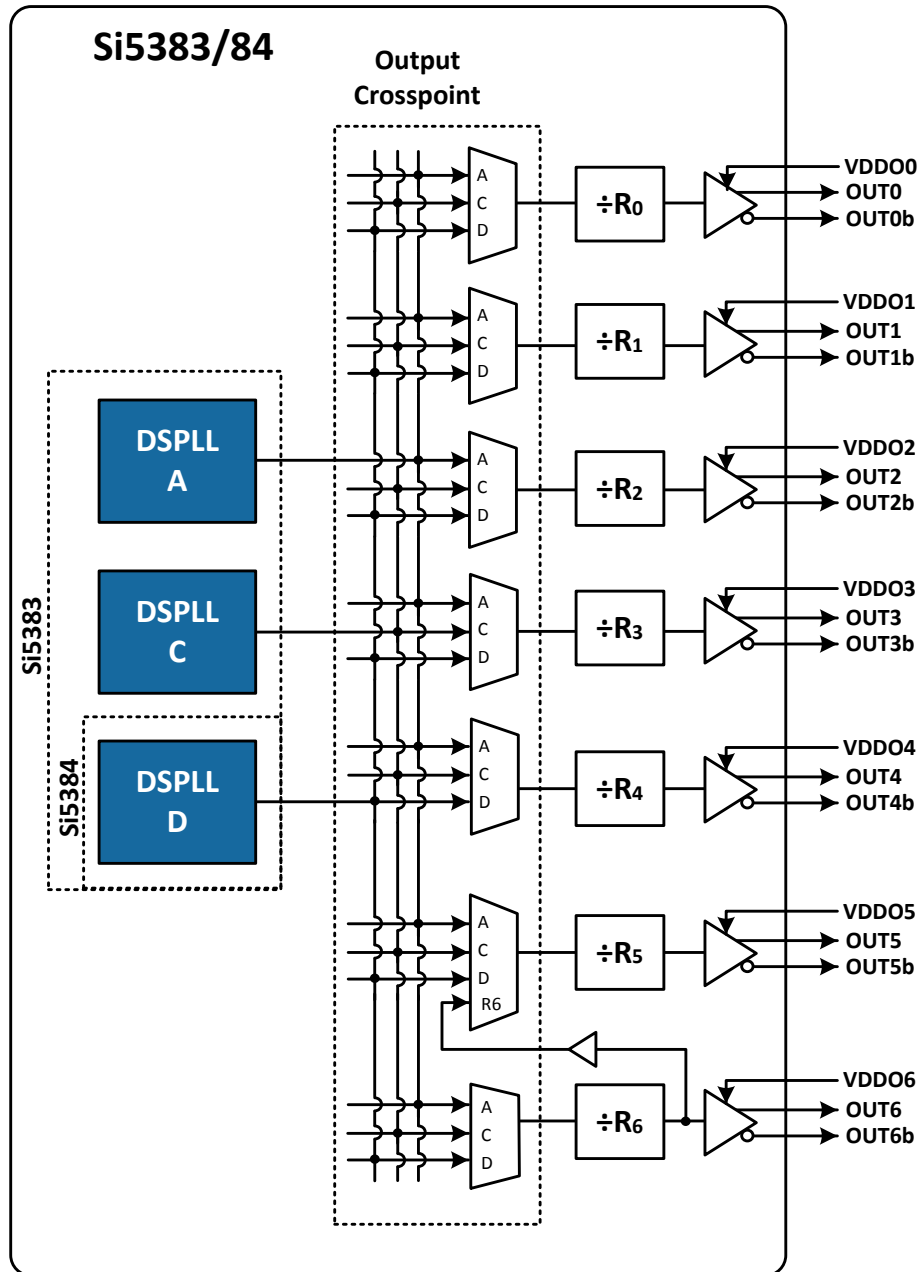 Si5383/84
Output
Crosspoint
A
C
D
÷R0
VDDO0
OUT0
OUT0b
A
C
D
÷R1
VDDO1
OUT1
OUT1b
Si5383
DSPLL
A
A
C
D
÷R2
VDDO2
OUT2
OUT2b
DSPLL
C
A
C
D
÷R3
VDDO3
OUT3
OUT3b
Si5384
DSPLL
D
A
C
D
÷R4
VDDO4
OUT4
OUT4b
A
C
D
R6
÷R5
VDDO5
OUT5
OUT5b
A
C
D
÷R6
VDDO6
OUT6
OUT6b